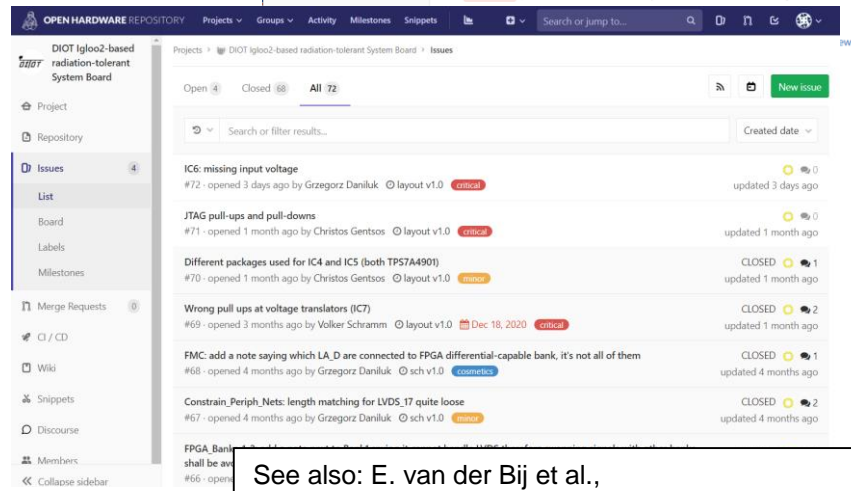 OPEN HARDWARE REPOSITORY Projects Groups Activity Milestones Snippets Search or jump to...
DIOT Igloo2-based
radiation-tolerant
System Board
Project
Repository
Issues 4
List
Board
Labels
Milestones
Merge Requests 0
CI / CD
Wiki
Snippets
Discourse
Members
Collapse sidebar
Projects > DIOT Igloo2-based radiation-tolerant System Board > Issues
Open 4 Closed 68 All 72 New issue
Search or filter results... Created date
IC6: missing input voltage 0
#72 · opened 3 days ago by Grzegorz Daniluk layout v1.0 critical updated 3 days ago
JTAG pull-ups and pull-downs 0
#71 · opened 1 month ago by Christos Gentsos layout v1.0 critical updated 1 month ago
Different packages used for IC4 and IC5 (both TPS7A4901) CLOSED 1
#70 · opened 1 month ago by Christos Gentsos layout v1.0 minor updated 1 month ago
Wrong pull ups at voltage translators (IC7) CLOSED 2
#69 · opened 3 months ago by Volker Schramm layout v1.0 Dec 18, 2020 critical updated 1 month ago
FMC: add a note saying which LA_D are connected to FPGA differential-capable bank, it's not all of them CLOSED 1
#68 · opened 4 months ago by Grzegorz Daniluk sch v1.0 cosmetics updated 4 months ago
Constrain_Periph_Nets: length matching for LVDS_17 quite loose CLOSED 2
#67 · opened 4 months ago by Grzegorz Daniluk sch v1.0 minor updated 4 months ago
shall be
#66 ·
See also: E. van der Bij et al.,